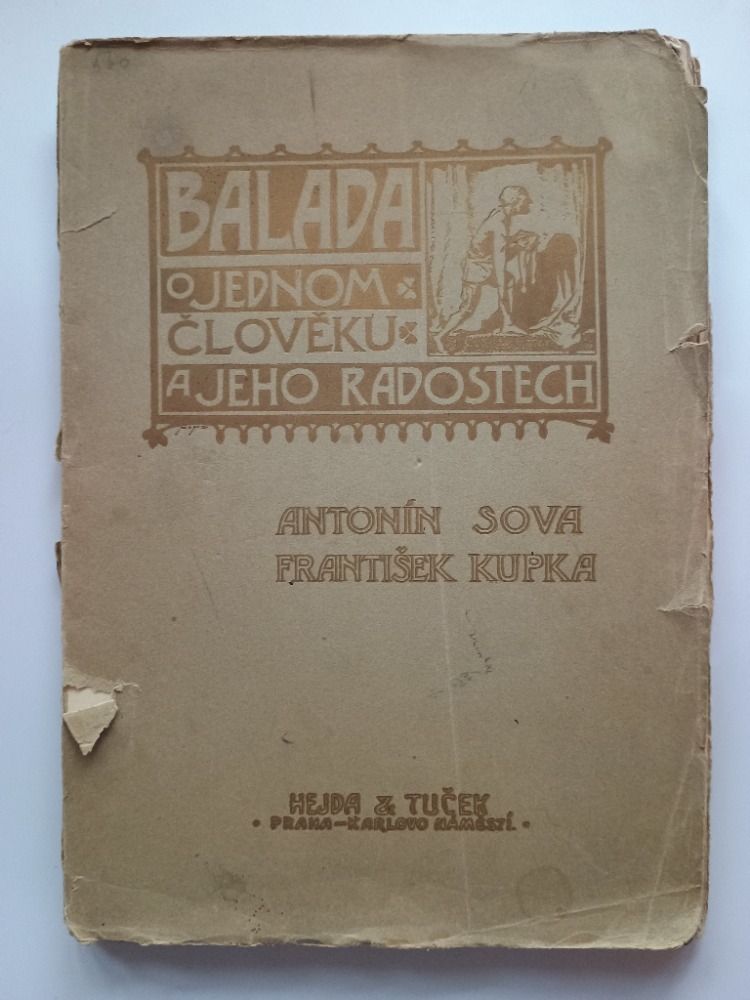 BALADA
O JEDNOM
ČLOVĚKU
A JEHO RADOSTECH
ANTONÍN SOVA
FRANTIŠEK KUPKA
HEJDA & TUČEK
• PRAHA—KARLOVO NÁMĚSTÍ. •